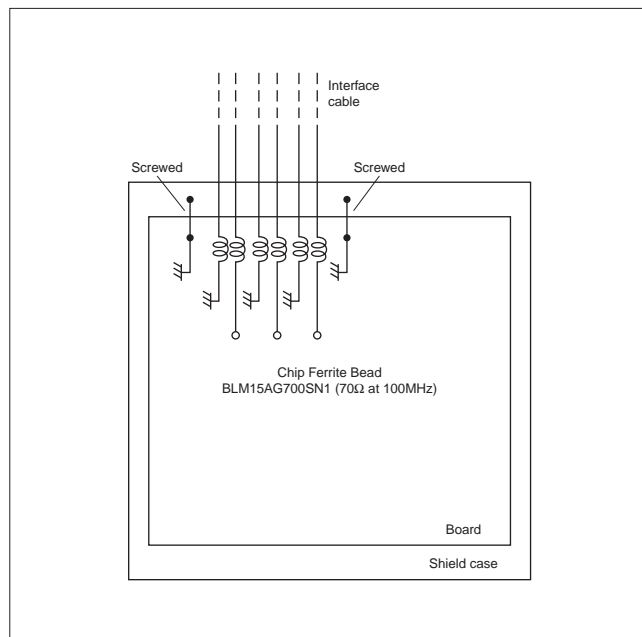 Interface
cable
Screwed
Screwed
Chip Ferrite Bead
BLM15AG700SN1 (70Ω at 100MHz)
Board
Shield case